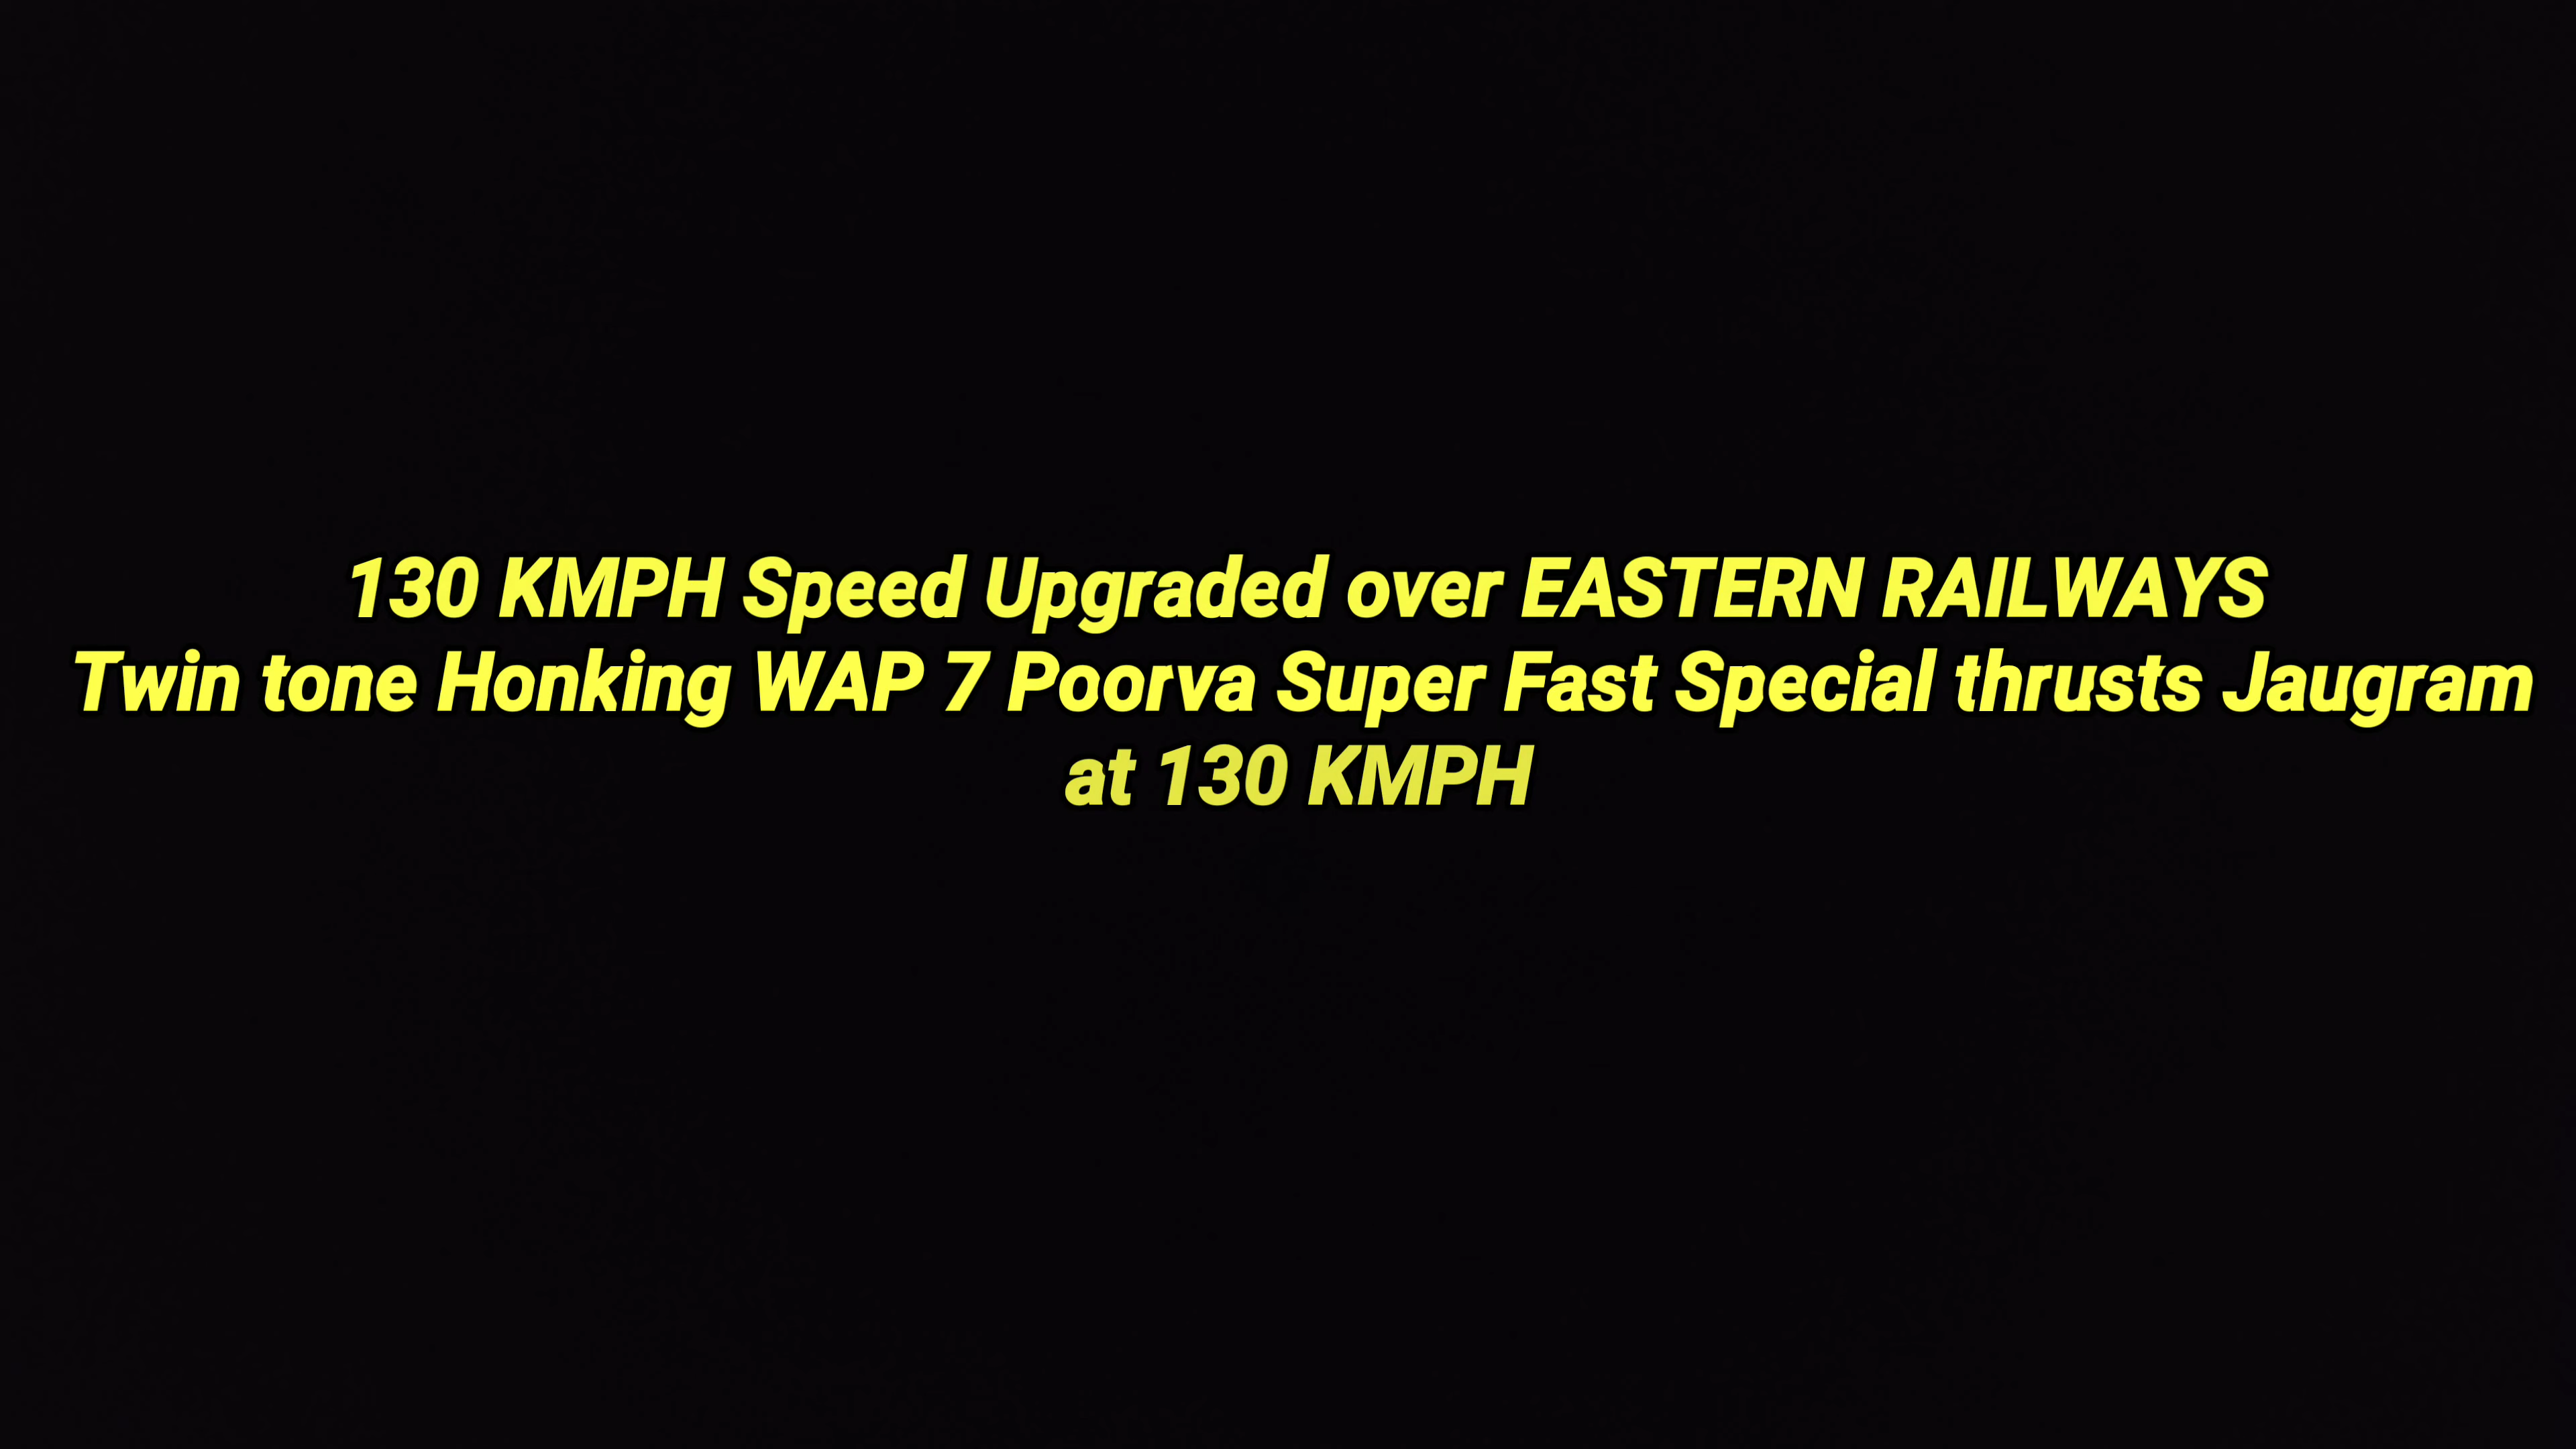 130 KMPH Speed Upgraded over EASTERN RAILWAYS
Twin tone Honking WAP 7 Poorva Super Fast Special thrusts Jaugram
at 130 KMPH